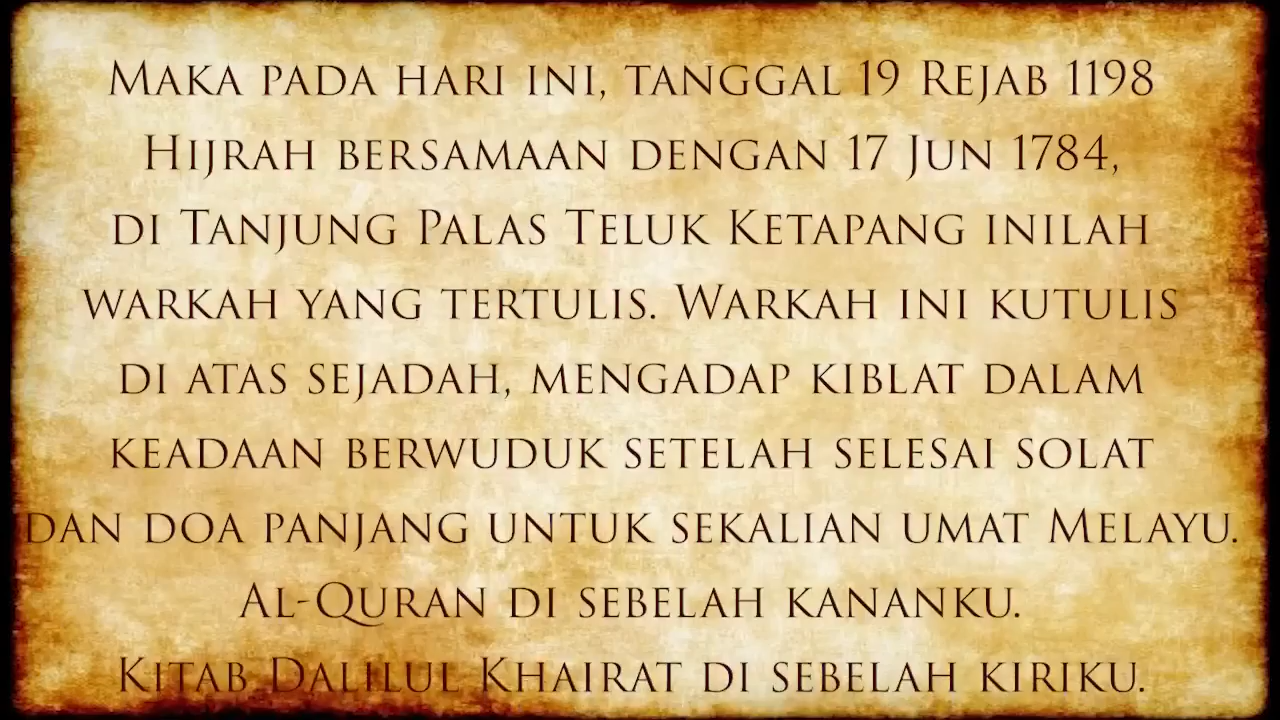 Maka pada hari ini, tanggal 19 Rejab 1198
Hijrah bersamaan dengan 17 Jun 1784,
di Tanjung Palas Teluk Ketapang inilah
warkah yang tertulis. Warkah ini kutulis
di atas sejadah, mengadap kiblat dalam
keadaan berwuduk setelah selesai solat
dan doa panjang untuk sekalian umat Melayu.
Al-Quran di sebelah kananku.
Kitab Dalilul Khairat di sebelah kiriku.